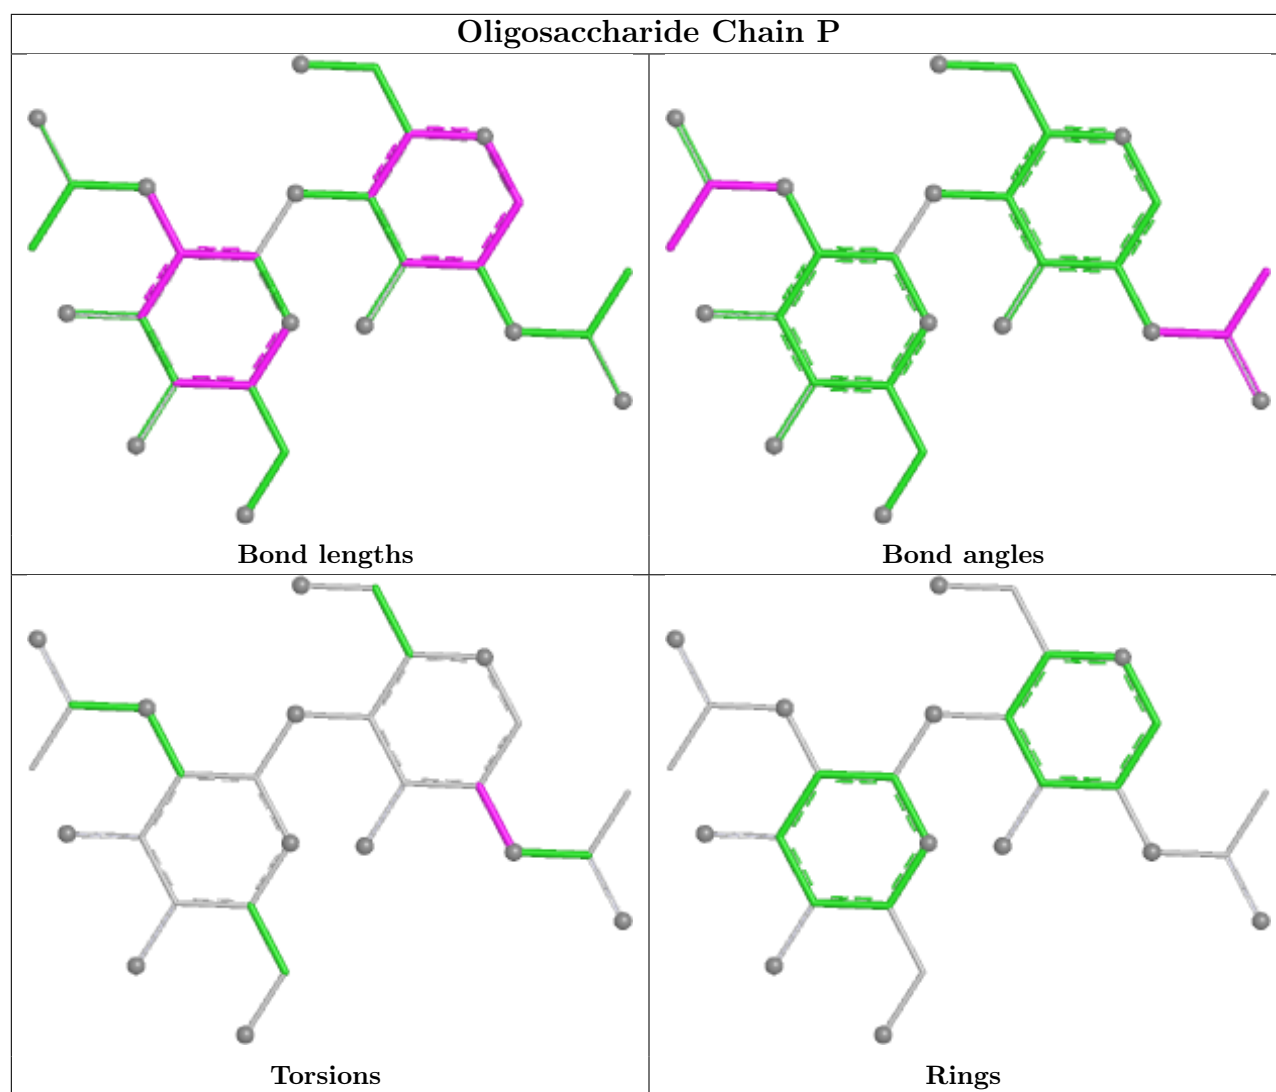 Oligosaccharide Chain P
Bond lengths
Bond angles
Torsions
Rings